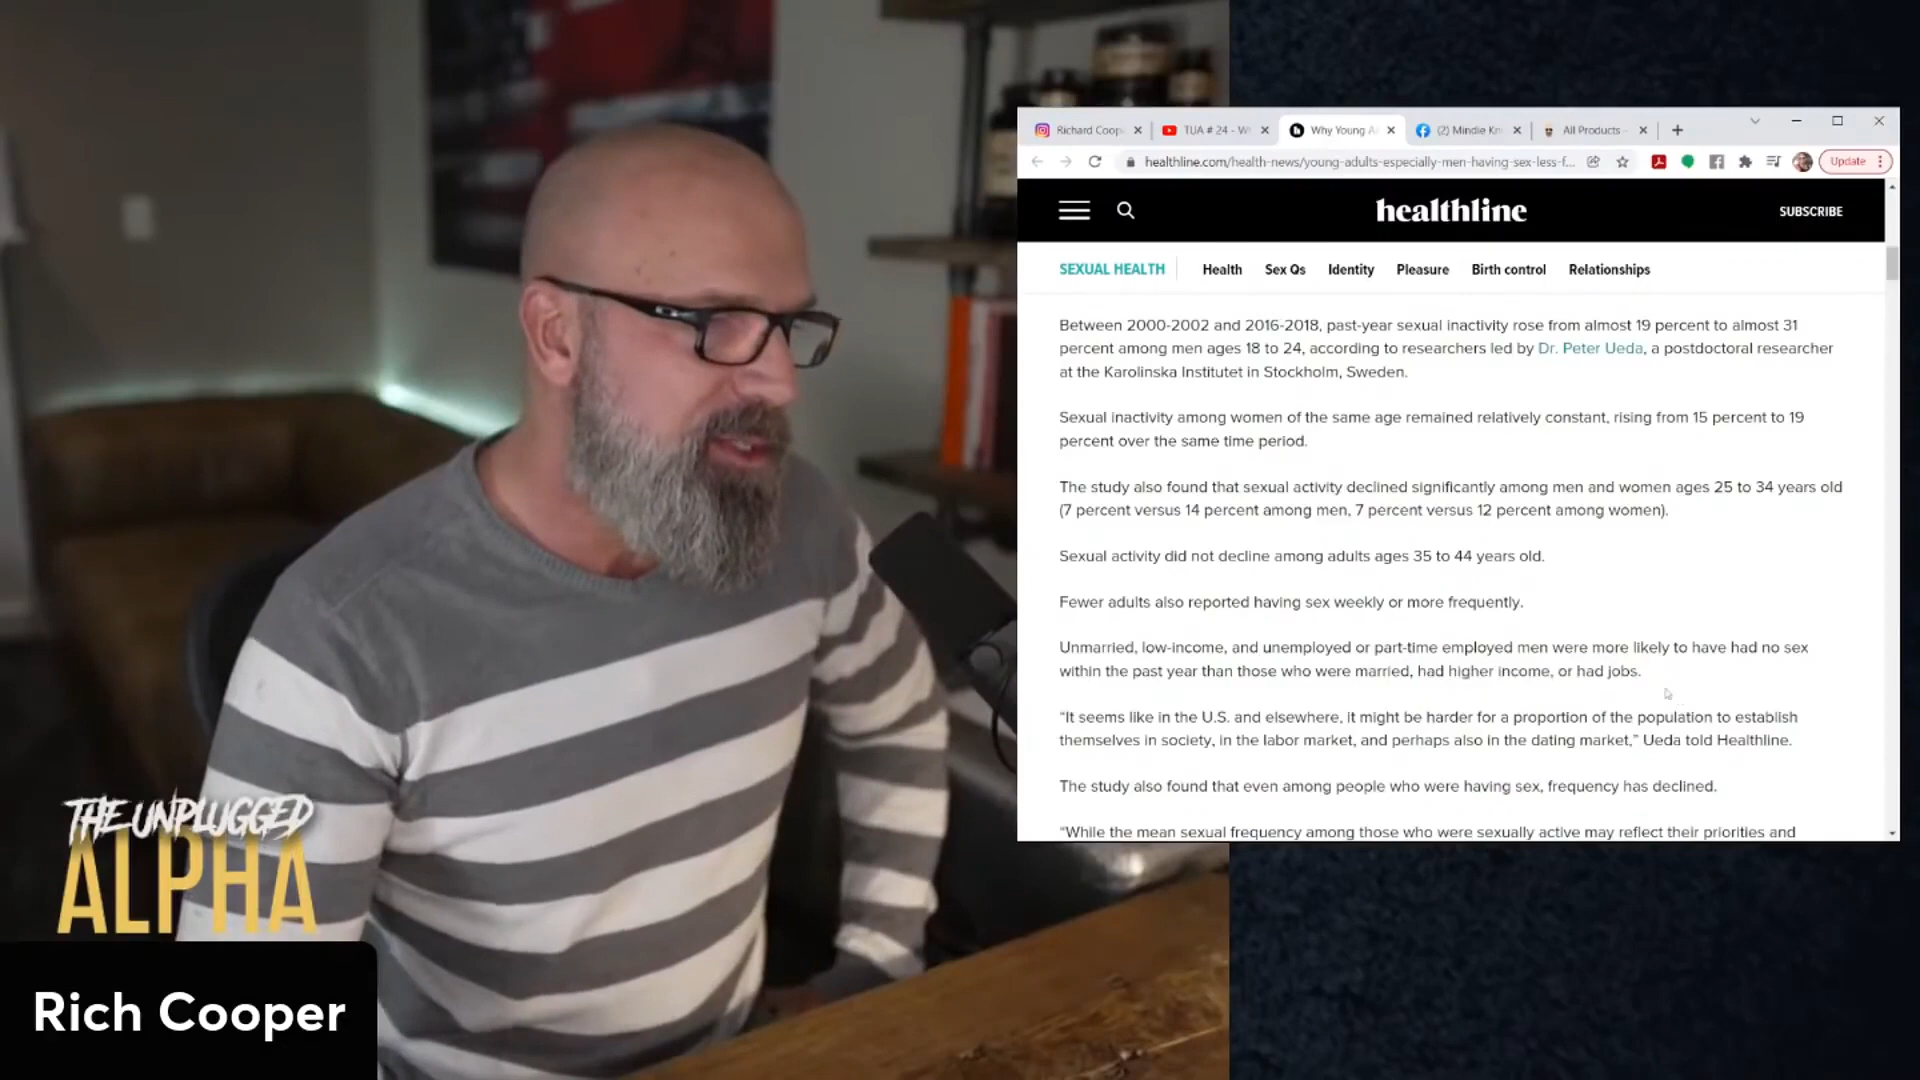 Richard Coop
TUA # 24 - W
Why Young A
(2) Mindie Kn
All Products -
healthline.com/health-news/young-adults-especially-men-having-sex-less-f...
Update
healthline
SUBSCRIBE
SEXUAL HEALTH
Health
Sex Qs
Identity
Pleasure
Birth control
Relationships
Between 2000-2002 and 2016-2018, past-year sexual inactivity rose from almost 19 percent to almost 31
percent among men ages 18 to 24, according to researchers led by Dr. Peter Ueda, a postdoctoral researcher
at the Karolinska Institutet in Stockholm, Sweden.
Sexual inactivity among women of the same age remained relatively constant, rising from 15 percent to 19
percent over the same time period.
The study also found that sexual activity declined significantly among men and women ages 25 to 34 years old
(7 percent versus 14 percent among men, 7 percent versus 12 percent among women).
Sexual activity did not decline among adults ages 35 to 44 years old.
Fewer adults also reported having sex weekly or more frequently.
Unmarried, low-income, and unemployed or part-time employed men were more likely to have had no sex
within the past year than those who were married, had higher income, or had jobs.
“It seems like in the U.S. and elsewhere, it might be harder for a proportion of the population to establish
themselves in society, in the labor market, and perhaps also in the dating market,” Ueda told Healthline.
The study also found that even among people who were having sex, frequency has declined.
“While the mean sexual frequency among those who were sexually active may reflect their priorities and
THE UNPLUGGED
ALPHA
Rich Cooper